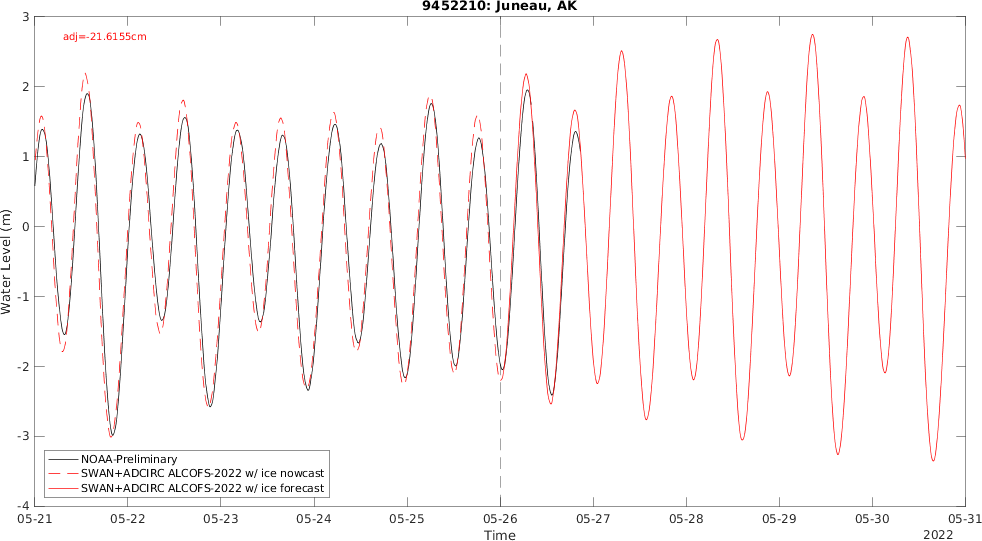 9452210: Juneau, AK
adj=-21.6155cm
3
2
1
0
-1
-2
-3
-4
Water Level (m)
NOAA-Preliminary
SWAN+ADCIRC ALCOFS-2022 w/ ice nowcast
SWAN+ADCIRC ALCOFS-2022 w/ ice forecast
05-21 05-22 05-23 05-24 05-25 05-26 05-27 05-28 05-29 05-30 05-31
Time
2022